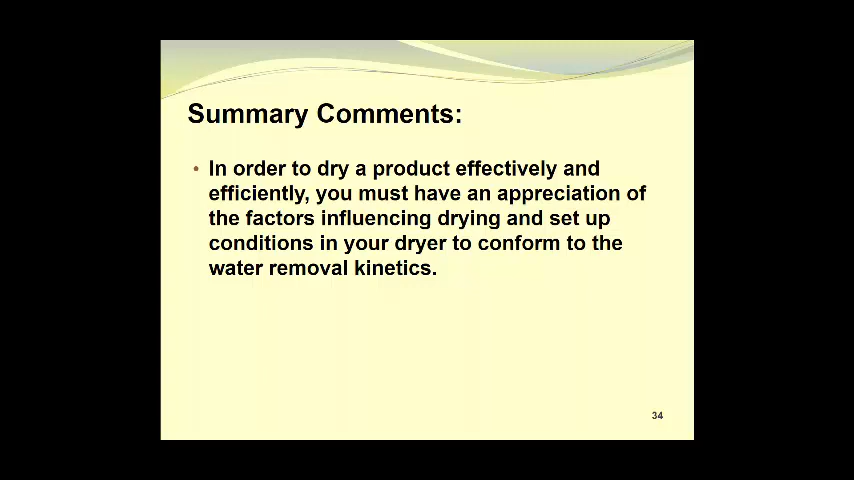 Summary Comments:
• In order to dry a product effectively and
efficiently, you must have an appreciation of
the factors influencing drying and set up
conditions in your dryer to conform to the
water removal kinetics.
34